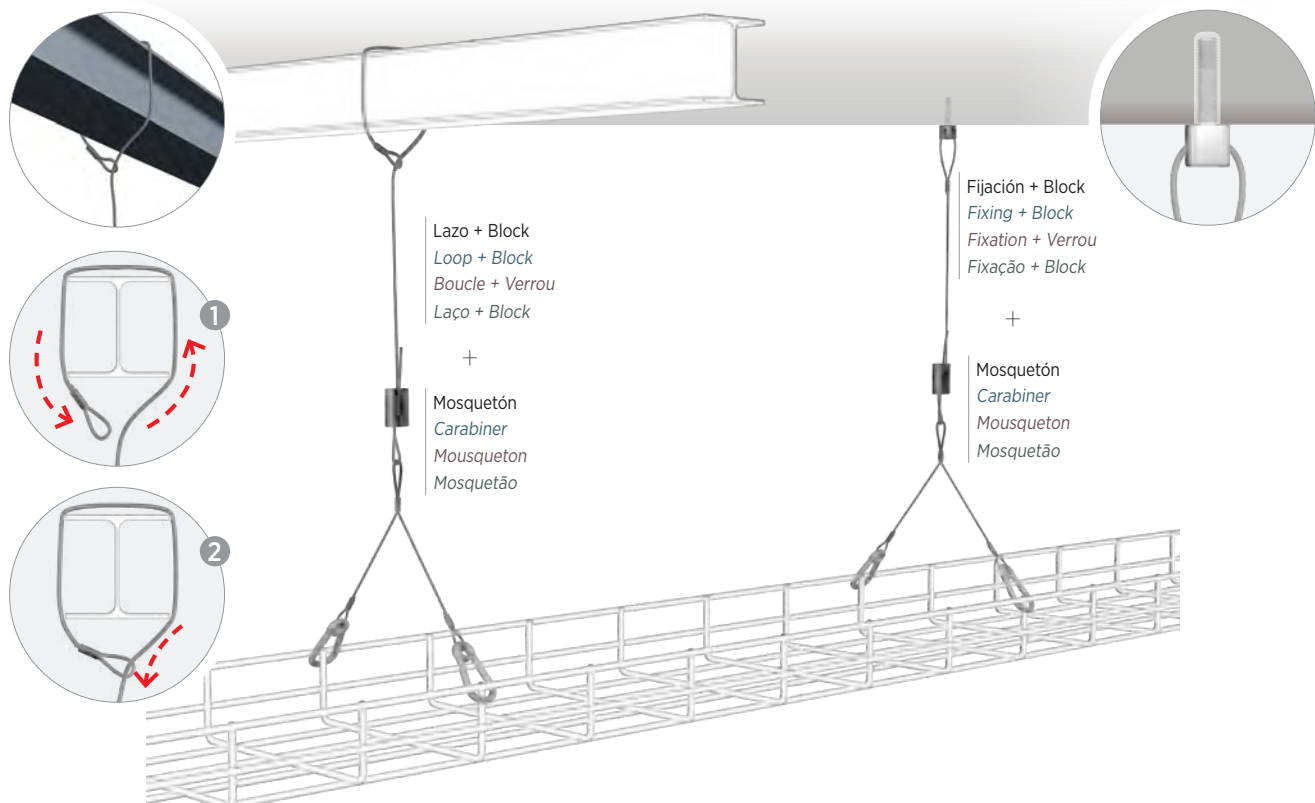 Lazo + Block
Loop + Block
Boucle + Verrou
Laço + Block
+
Mosquetón
Carabiner
Mousqueton
Mosquetão
Fijación + Block
Fixing + Block
Fixation + Verrou
Fixação + Block
+
Mosquetón
Carabiner
Mousqueton
Mosquetão
1
2